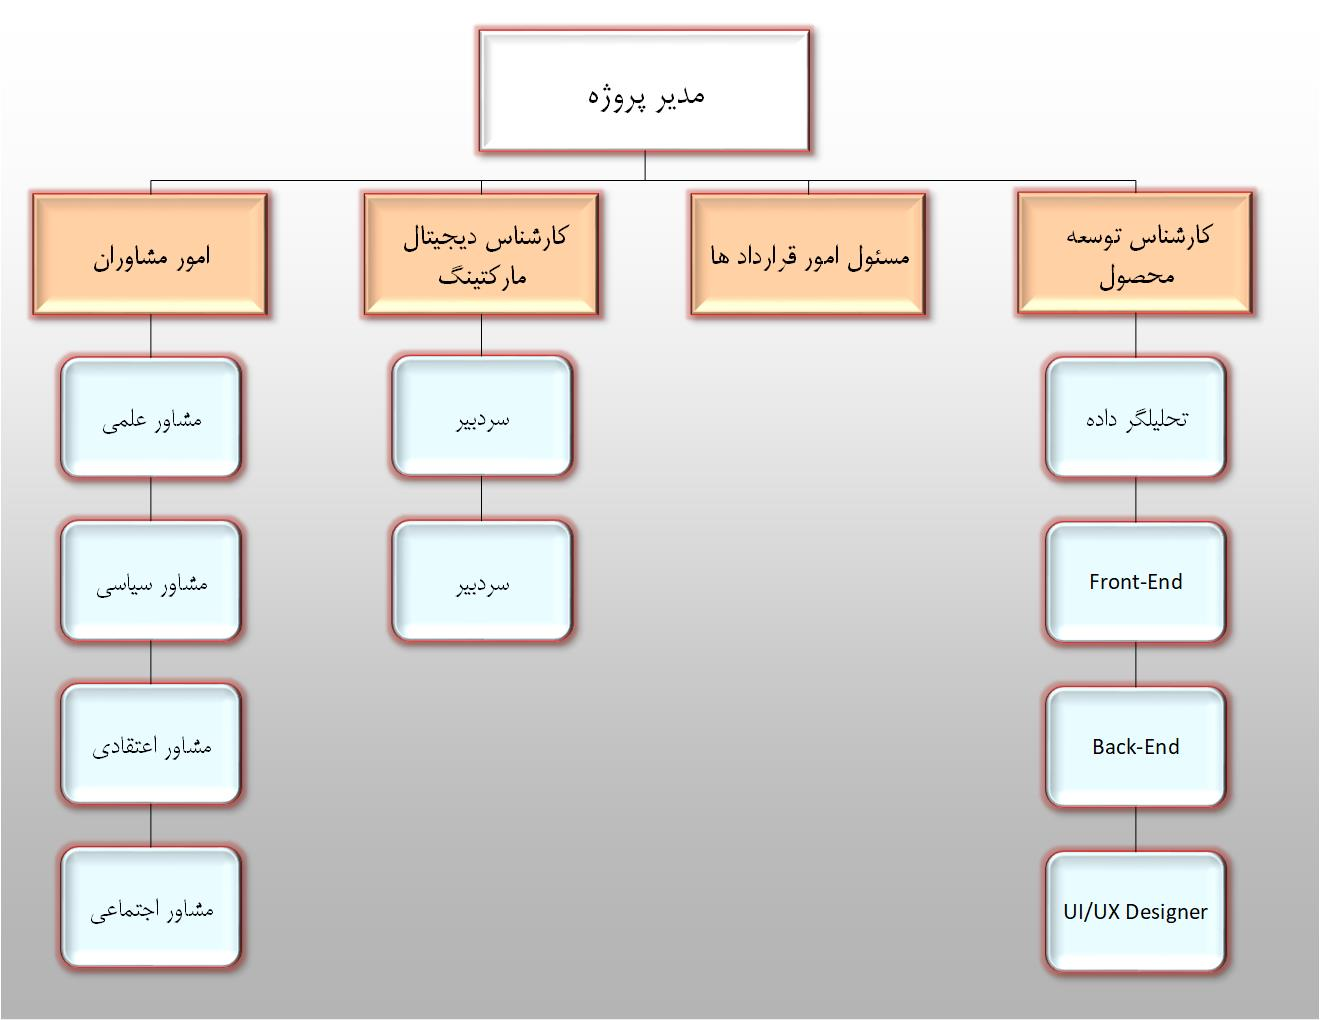 مدیر پروژه
کارشناس توسعه
محصول
مسئول امور قرارداد ها
کارشناس دیجیتال
مارکتینگ
امور مشاوران
تحلیلگر داده
Front-End
Back-End
UI/UX Designer
سردبیر
سردبیر
مشاور علمی
مشاور سیاسی
مشاور اعتقادی
مشاور اجتماعی